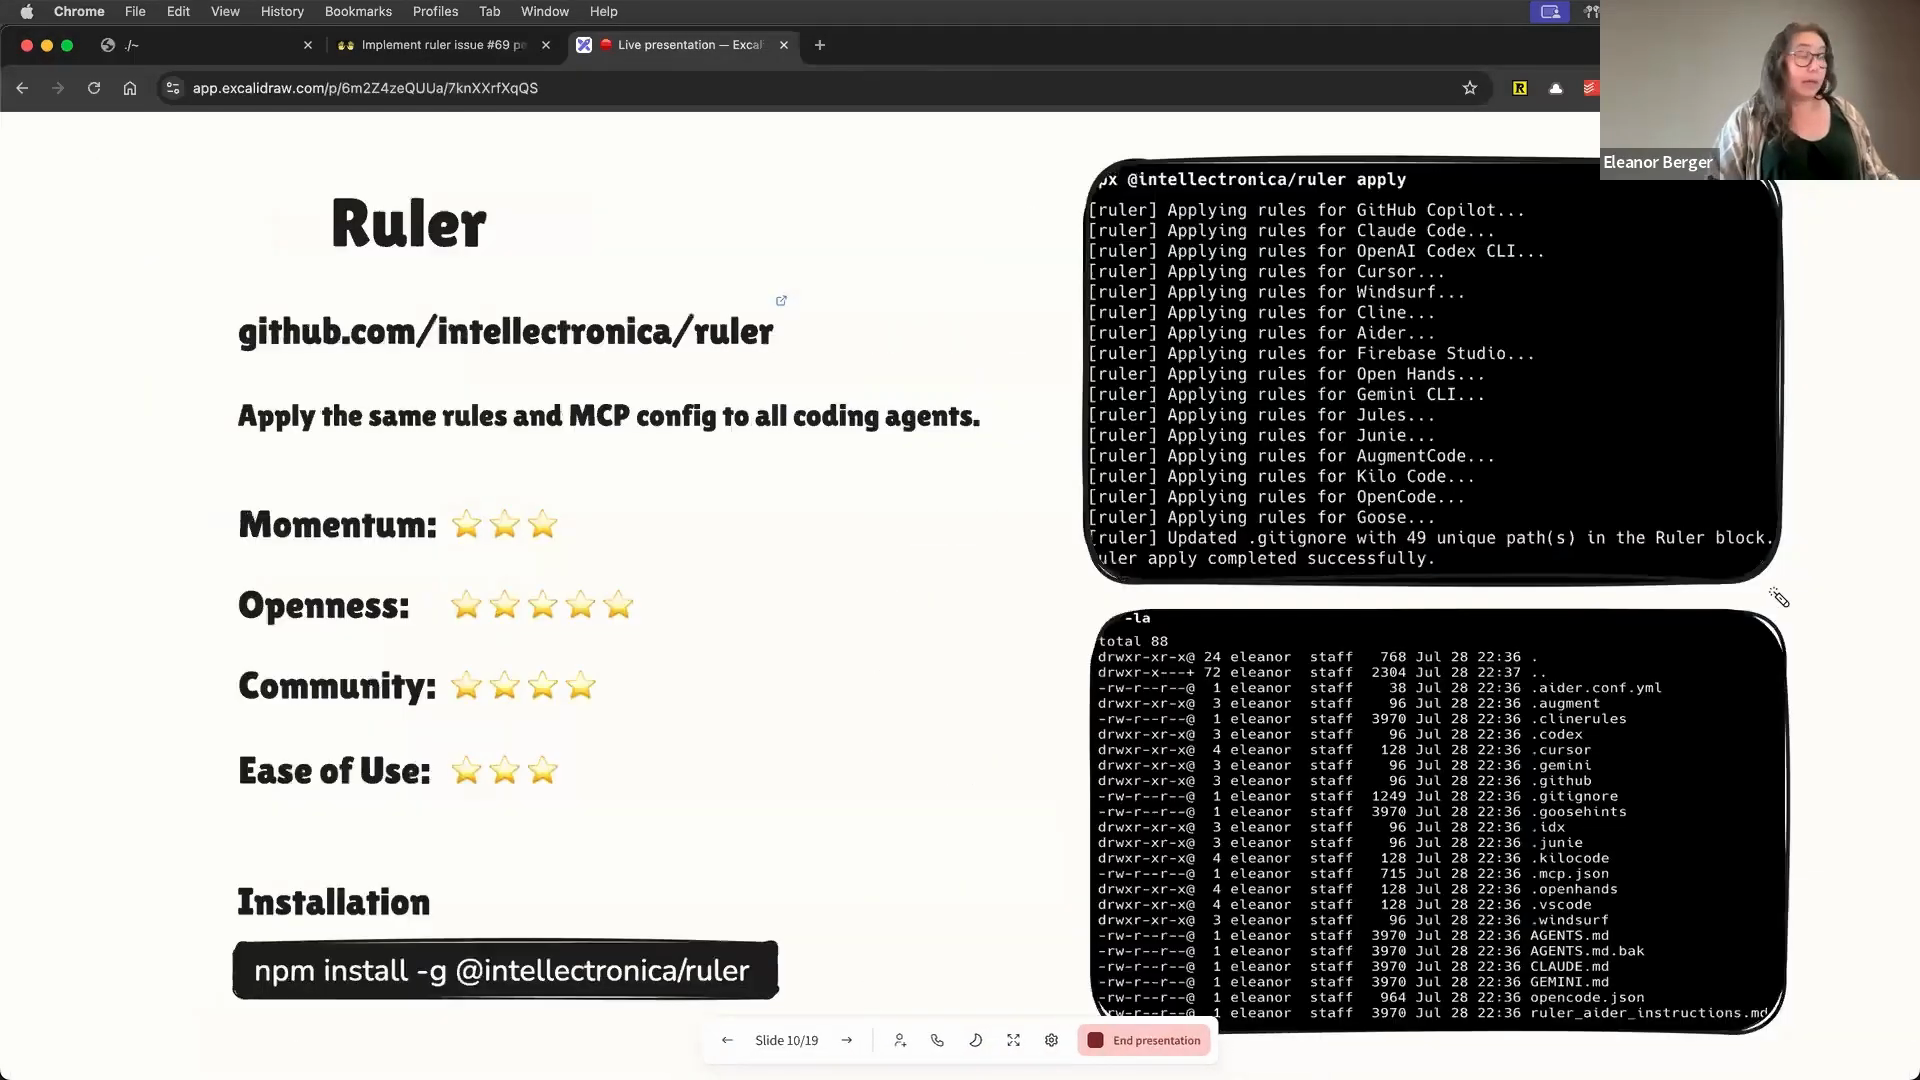 Chrome File Edit View History Bookmarks Profiles Tab Window Help
./~
Implement ruler issue #69 pe
Live presentation — Excali
app.excalidraw.com/p/6m2Z4zeQUUa/7knXXrfXqQS
R
Eleanor Berger
Ruler
github.com/intellectronica/ruler
Apply the same rules and MCP config to all coding agents.
Momentum: ⭐⭐⭐
Openness: ⭐⭐⭐⭐⭐
Community: ⭐⭐⭐⭐
Ease of Use: ⭐⭐⭐
Installation
npm install -g @intellectronica/ruler
px @intellectronica/ruler apply
[ruler] Applying rules for GitHub Copilot...
[ruler] Applying rules for Claude Code...
[ruler] Applying rules for OpenAI Codex CLI...
[ruler] Applying rules for Cursor...
[ruler] Applying rules for Windsurf...
[ruler] Applying rules for Cline...
[ruler] Applying rules for Aider...
[ruler] Applying rules for Firebase Studio...
[ruler] Applying rules for Open Hands...
[ruler] Applying rules for Gemini CLI...
[ruler] Applying rules for Jules...
[ruler] Applying rules for Junie...
[ruler] Applying rules for AugmentCode...
[ruler] Applying rules for Kilo Code...
[ruler] Applying rules for OpenCode...
[ruler] Applying rules for Goose...
[ruler] Updated .gitignore with 49 unique path(s) in the Ruler block.
uler apply completed successfully.
-la
total 88
drwxr-xr-x@ 24 eleanor staff 768 Jul 28 22:36 .
drwxr-x---+ 72 eleanor staff 2304 Jul 28 22:37 ..
-rw-r--r--@ 1 eleanor staff 38 Jul 28 22:36 .aider.conf.yml
drwxr-xr-x@ 3 eleanor staff 96 Jul 28 22:36 .augment
-rw-r--r--@ 1 eleanor staff 3970 Jul 28 22:36 .clinerules
drwxr-xr-x@ 3 eleanor staff 96 Jul 28 22:36 .codex
drwxr-xr-x@ 4 eleanor staff 128 Jul 28 22:36 .cursor
drwxr-xr-x@ 3 eleanor staff 96 Jul 28 22:36 .gemini
drwxr-xr-x@ 3 eleanor staff 96 Jul 28 22:36 .github
-rw-r--r--@ 1 eleanor staff 1249 Jul 28 22:36 .gitignore
-rw-r--r--@ 1 eleanor staff 3970 Jul 28 22:36 .goosehints
drwxr-xr-x@ 3 eleanor staff 96 Jul 28 22:36 .idx
drwxr-xr-x@ 3 eleanor staff 96 Jul 28 22:36 .junie
drwxr-xr-x@ 4 eleanor staff 128 Jul 28 22:36 .kilocode
-rw-r--r--@ 1 eleanor staff 715 Jul 28 22:36 .mcp.json
drwxr-xr-x@ 4 eleanor staff 128 Jul 28 22:36 .openhands
drwxr-xr-x@ 4 eleanor staff 128 Jul 28 22:36 .vscode
drwxr-xr-x@ 3 eleanor staff 96 Jul 28 22:36 .windsurf
-rw-r--r--@ 1 eleanor staff 3970 Jul 28 22:36 AGENTS.md
-rw-r--r--@ 1 eleanor staff 3970 Jul 28 22:36 AGENTS.md.bak
-rw-r--r--@ 1 eleanor staff 3970 Jul 28 22:36 CLAUDE.md
-rw-r--r--@ 1 eleanor staff 3970 Jul 28 22:36 GEMINI.md
-rw-r--r--@ 1 eleanor staff 964 Jul 28 22:36 opencode.json
-rw-r--r--@ 1 eleanor staff 3970 Jul 28 22:36 ruler_aider_instructions.md
Slide 10/19
End presentation